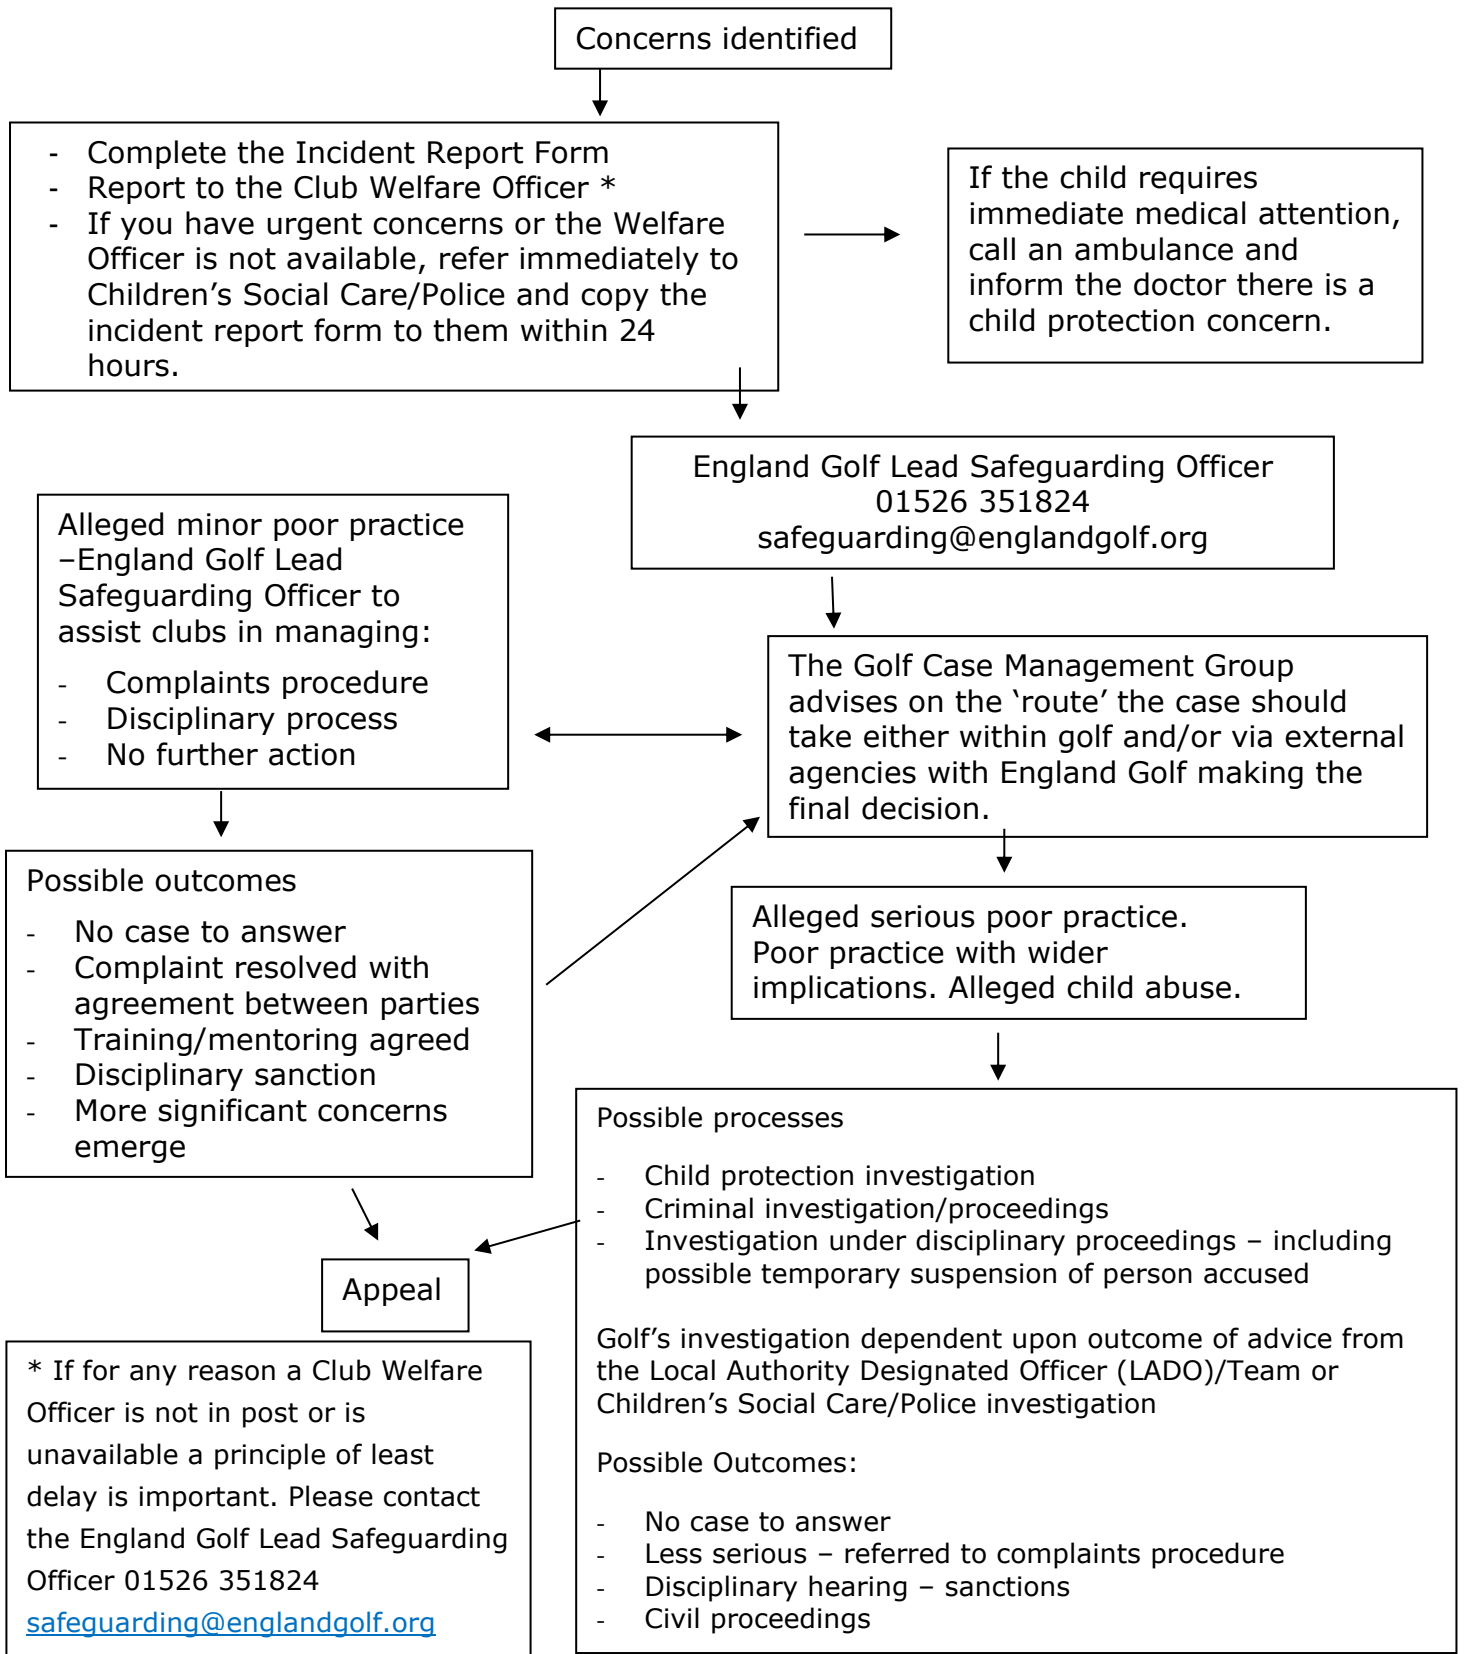 Concerns identified
- Complete the Incident Report Form
- Report to the Club Welfare Officer *
- If you have urgent concerns or the Welfare
Officer is not available, refer immediately to
Children’s Social Care/Police and copy the
incident report form to them within 24
hours.
If the child requires
immediate medical attention,
call an ambulance and
inform the doctor there is a
child protection concern.
England Golf Lead Safeguarding Officer
01526 351824
safeguarding@englandgolf.org
Alleged minor poor practice
–England Golf Lead
Safeguarding Officer to
assist clubs in managing:
- Complaints procedure
- Disciplinary process
- No further action
The Golf Case Management Group
advises on the ‘route’ the case should
take either within golf and/or via external
agencies with England Golf making the
final decision.
Possible outcomes
- No case to answer
- Complaint resolved with
agreement between parties
- Training/mentoring agreed
- Disciplinary sanction
- More significant concerns
emerge
Alleged serious poor practice.
Poor practice with wider
implications. Alleged child abuse.
Possible processes
- Child protection investigation
- Criminal investigation/proceedings
- Investigation under disciplinary proceedings – including
possible temporary suspension of person accused
Golf’s investigation dependent upon outcome of advice from
the Local Authority Designated Officer (LADO)/Team or
Children’s Social Care/Police investigation
Possible Outcomes:
- No case to answer
- Less serious – referred to complaints procedure
- Disciplinary hearing – sanctions
- Civil proceedings
Appeal
* If for any reason a Club Welfare
Officer is not in post or is
unavailable a principle of least
delay is important. Please contact
the England Golf Lead Safeguarding
Officer 01526 351824
safeguarding@englandgolf.org